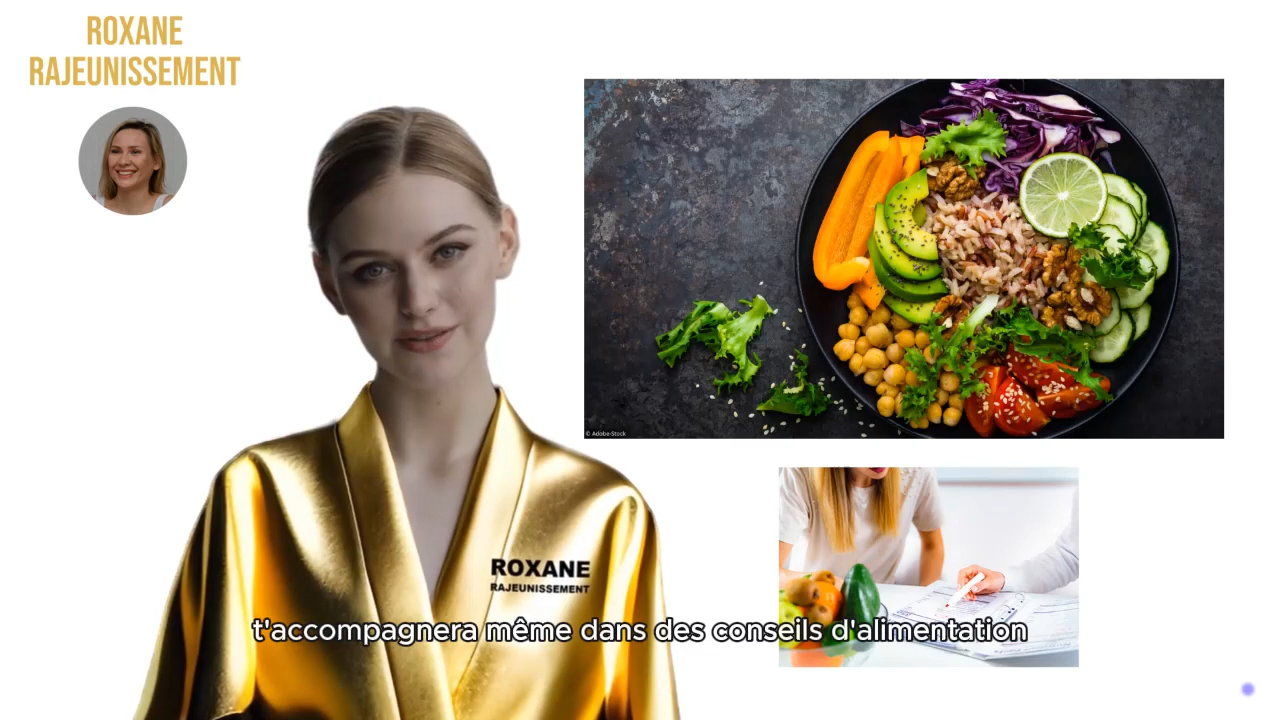 ROXANE
RAJEUNISSEMENT
© Adobe-Stock
ROXANE
RAJEUNISSEMENT
t'accompagnera même dans des conseils d'alimentation